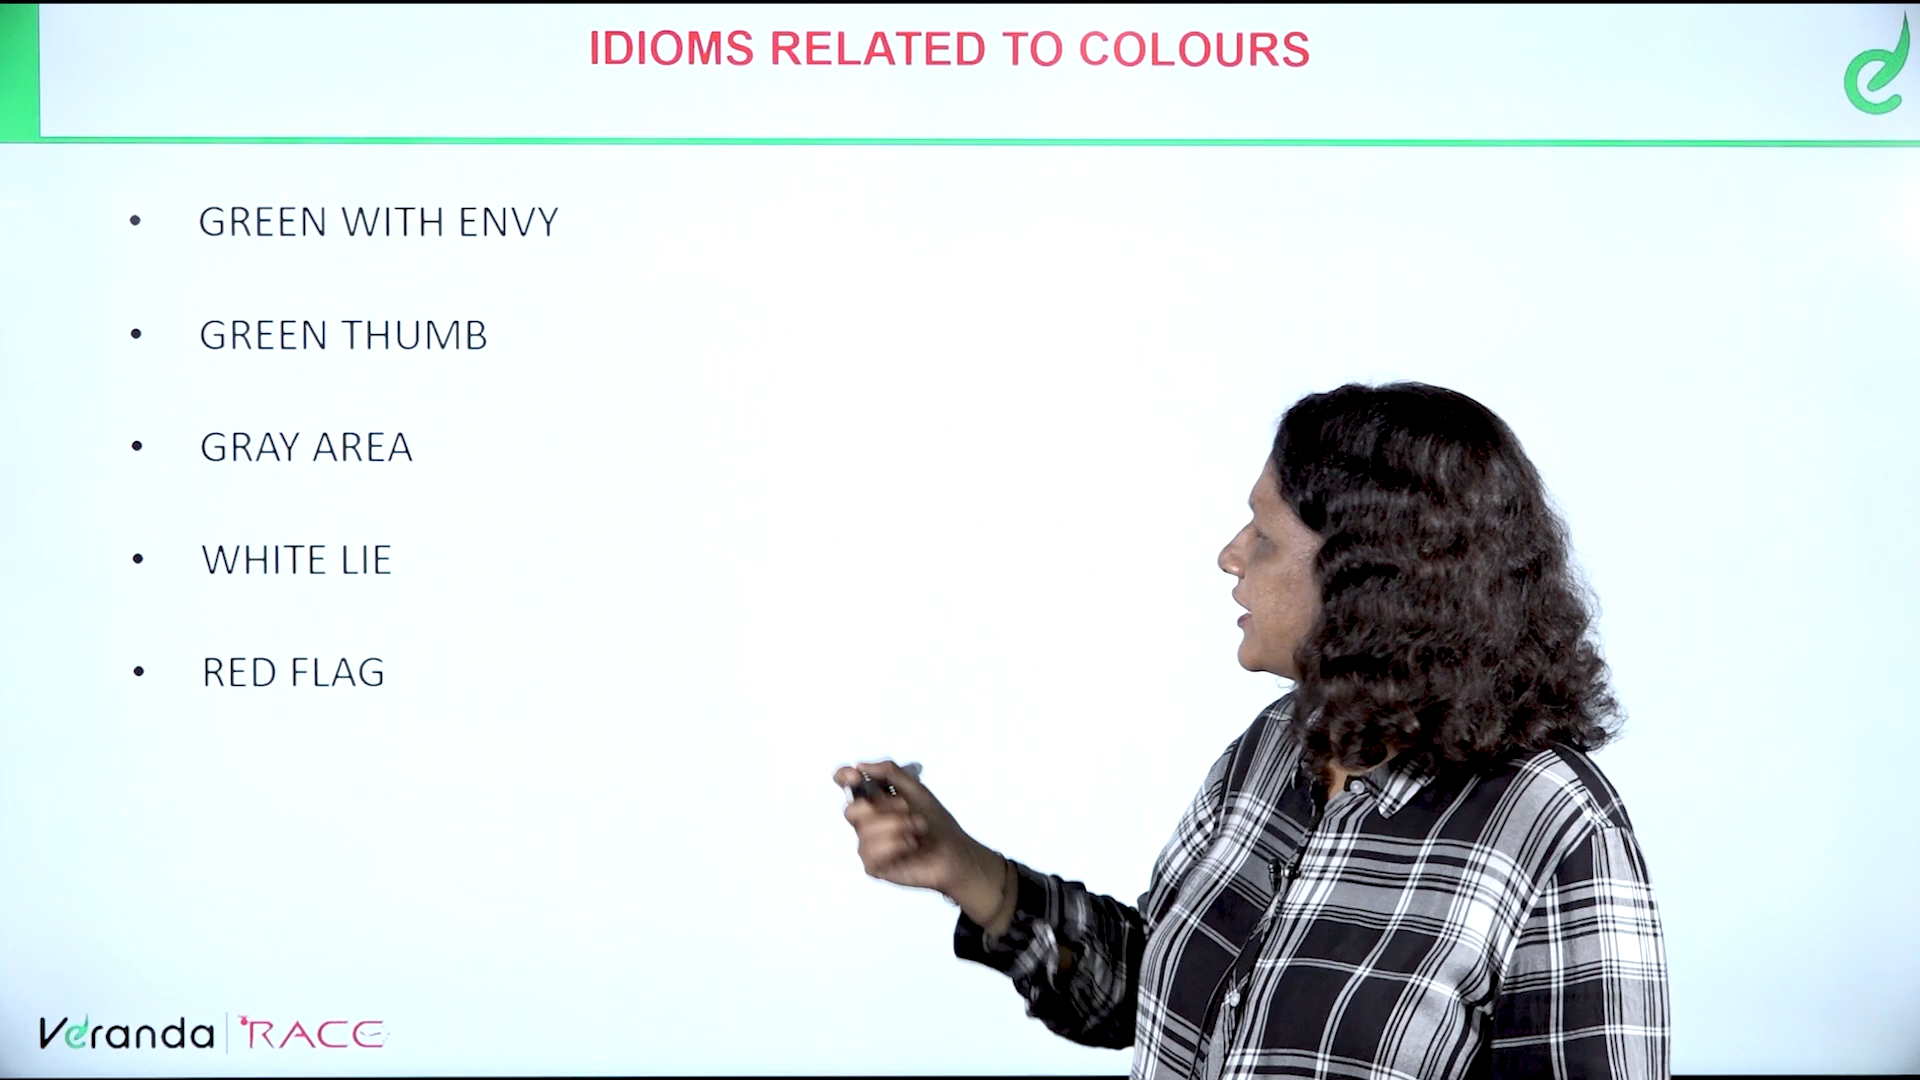 IDIOMS RELATED TO COLOURS
• GREEN WITH ENVY
• GREEN THUMB
• GRAY AREA
• WHITE LIE
• RED FLAG
Veranda RACE